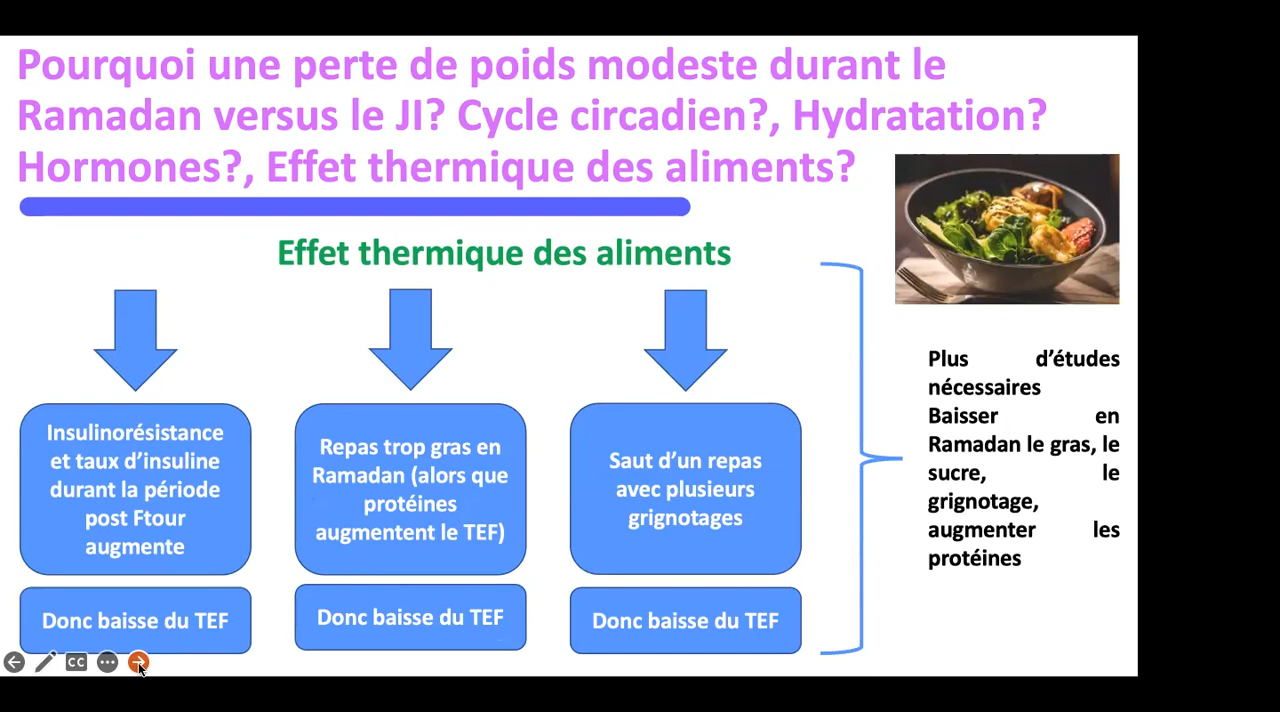 Pourquoi une perte de poids modeste durant le
Ramadan versus le JI? Cycle circadien?, Hydratation?
Hormones?, Effet thermique des aliments?
Effet thermique des aliments
Insulinorésistance
et taux d’insuline
durant la période
post Ftour
augmente
Donc baisse du TEF
Repas trop gras en
Ramadan (alors que
protéines
augmentent le TEF)
Donc baisse du TEF
Saut d’un repas
avec plusieurs
grignotages
Donc baisse du TEF
Plus d’études
nécessaires
Baisser en
Ramadan le gras, le
sucre, le
grignotage,
augmenter les
protéines
CC